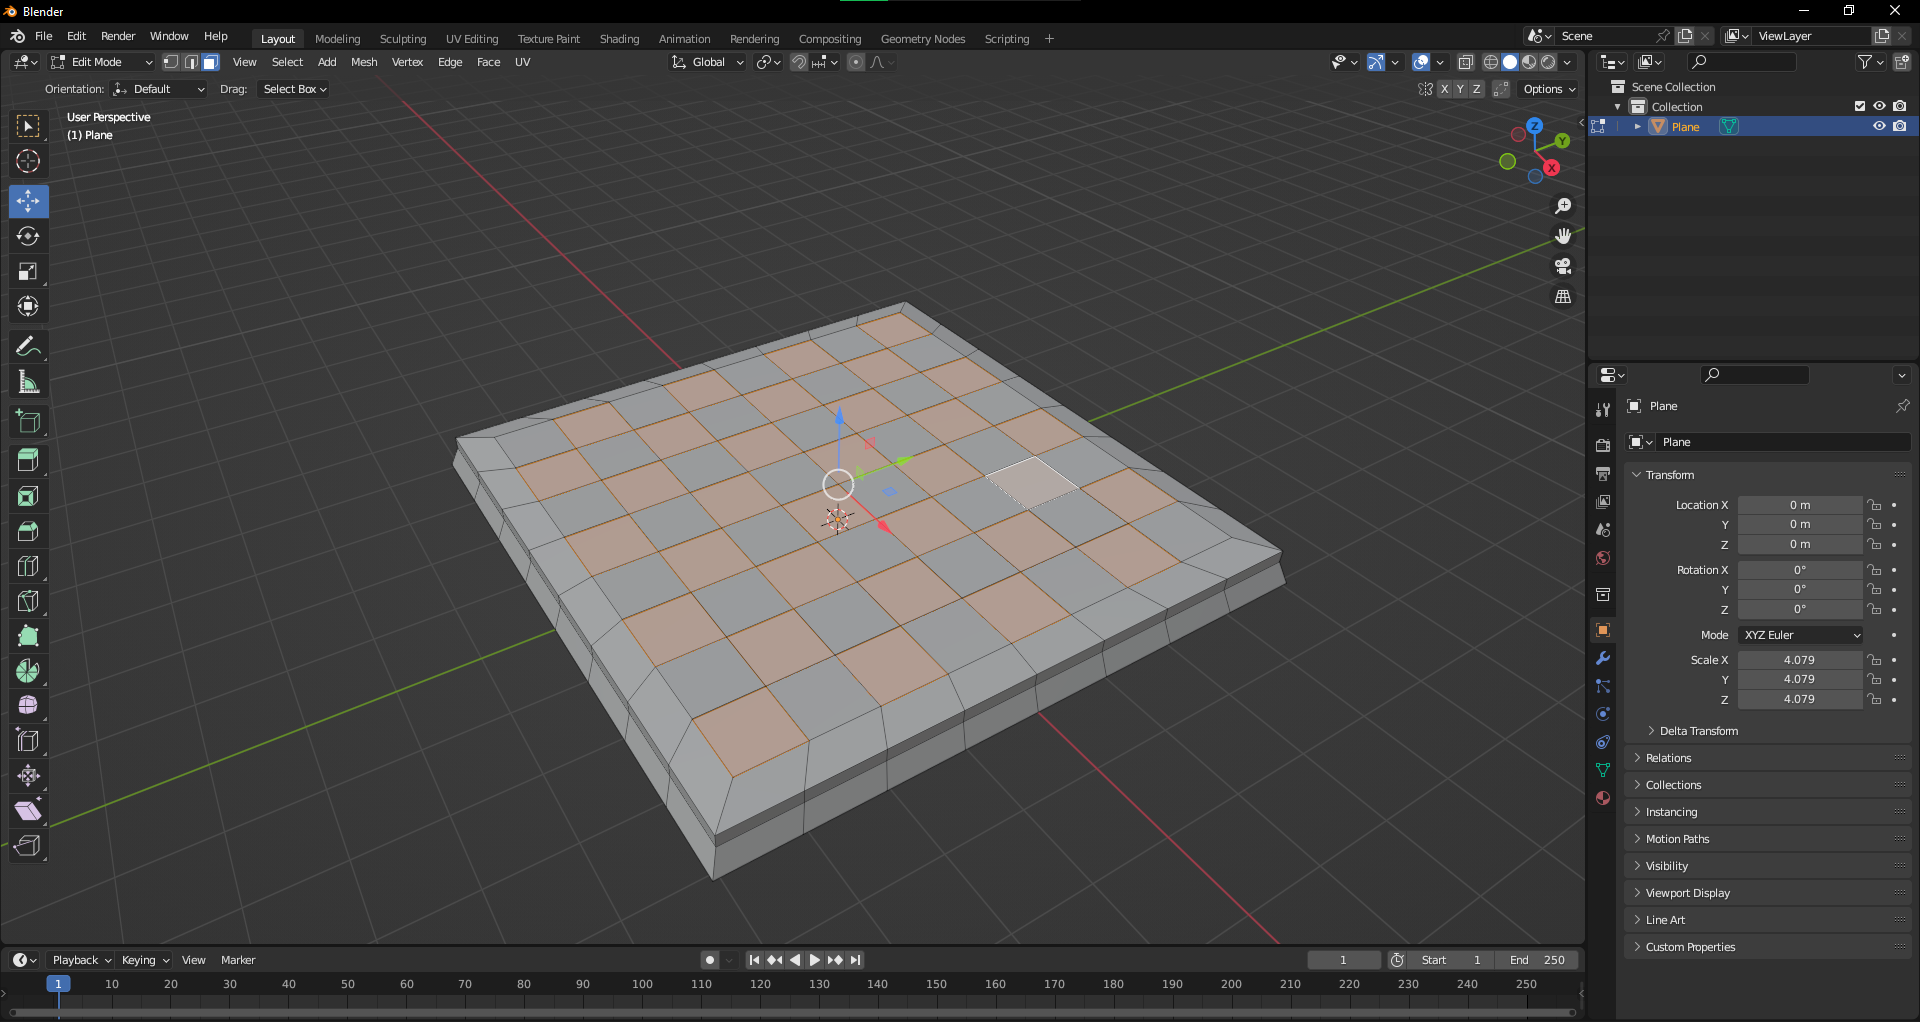 Blender
File Edit Render Window Help
Layout Modeling Sculpting UV Editing Texture Paint Shading Animation Rendering Compositing Geometry Nodes Scripting +
Scene
ViewLayer
Edit Mode
View Select Add Mesh Vertex Edge Face UV
Global
Orientation: Default Drag: Select Box
X Y Z
Options
User Perspective
(1) Plane
Z
Y
X
Scene Collection
Collection
Plane
Plane
Plane
Transform
Location X 0 m
Y 0 m
Z 0 m
Rotation X 0°
Y 0°
Z 0°
Mode XYZ Euler
Scale X 4.079
Y 4.079
Z 4.079
Delta Transform
Relations
Collections
Instancing
Motion Paths
Visibility
Viewport Display
Line Art
Custom Properties
Playback Keying View Marker
1 Start 1 End 250
1 10 20 30 40 50 60 70 80 90 100 110 120 130 140 150 160 170 180 190 200 210 220 230 240 250